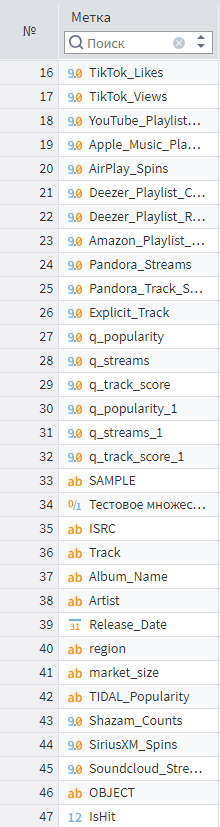 № Метка
Поиск
16 9.0 TikTok_Likes
17 9.0 TikTok_Views
18 9.0 YouTube_Playlist...
19 9.0 Apple_Music_Pla...
20 9.0 AirPlay_Spins
21 9.0 Deezer_Playlist_C...
22 9.0 Deezer_Playlist_R...
23 9.0 Amazon_Playlist_...
24 9.0 Pandora_Streams
25 9.0 Pandora_Track_S...
26 9.0 Explicit_Track
27 9.0 q_popularity
28 9.0 q_streams
29 9.0 q_track_score
30 9.0 q_popularity_1
31 9.0 q_streams_1
32 9.0 q_track_score_1
33 ab SAMPLE
34 0/1 Тестовое множес...
35 ab ISRC
36 ab Track
37 ab Album_Name
38 ab Artist
39 31 Release_Date
40 ab region
41 ab market_size
42 ab TIDAL_Popularity
43 9.0 Shazam_Counts
44 9.0 SiriusXM_Spins
45 9.0 Soundcloud_Stre...
46 ab OBJECT
47 12 IsHit